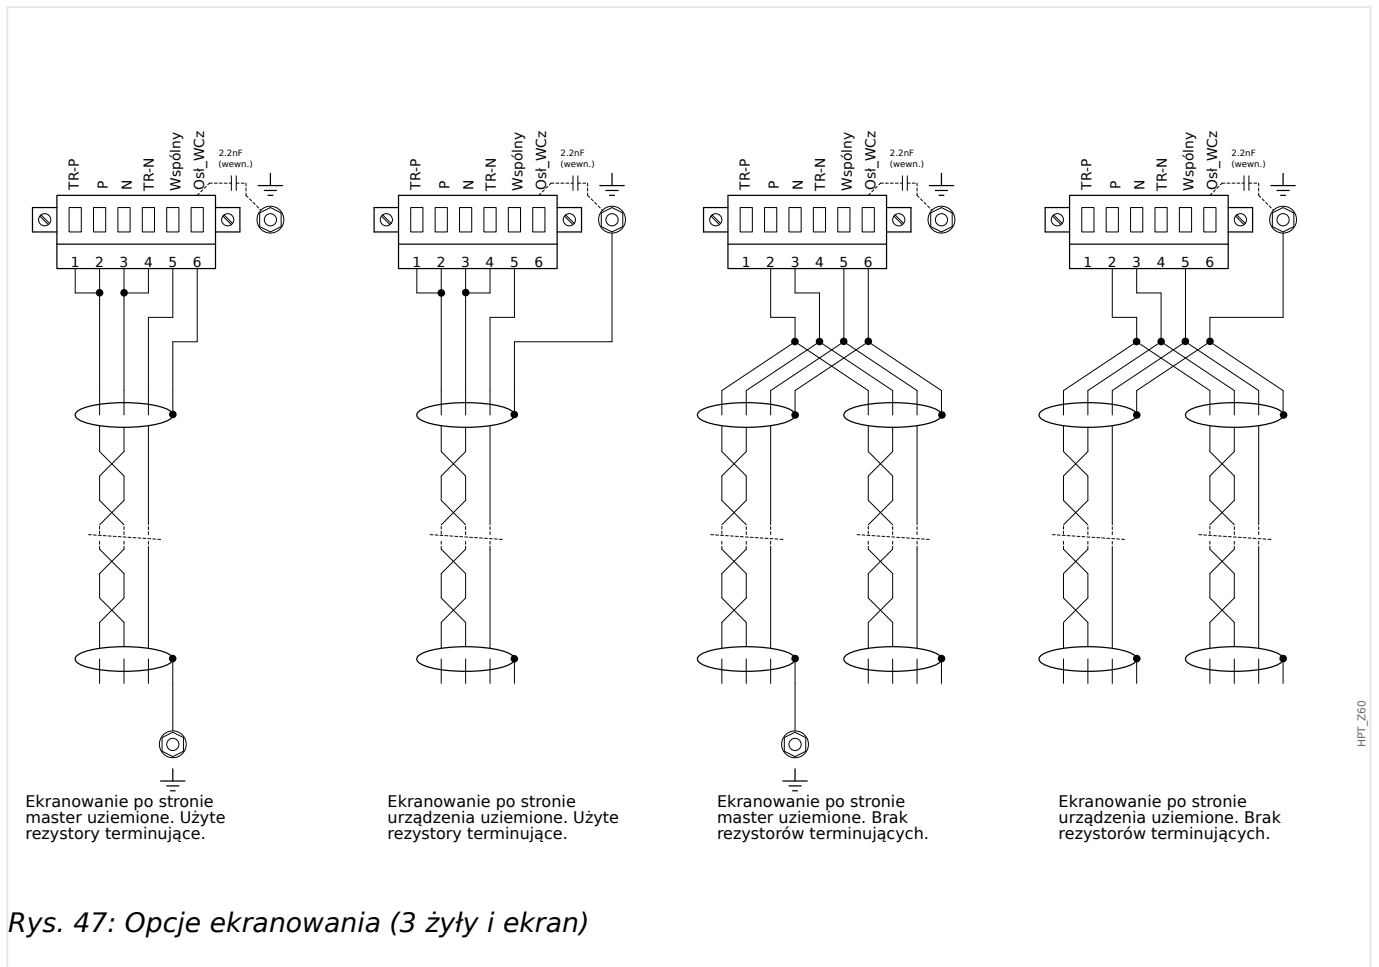 TR-P
P
N
TR-N
Wspólny
Osł_WCz
2.2nF
(wewn.)
1 2 3 4 5 6
TR-P
P
N
TR-N
Wspólny
Osł_WCz
2.2nF
(wewn.)
1 2 3 4 5 6
TR-P
P
N
TR-N
Wspólny
Osł_WCz
2.2nF
(wewn.)
1 2 3 4 5 6
TR-P
P
N
TR-N
Wspólny
Osł_WCz
2.2nF
(wewn.)
1 2 3 4 5 6
HPT_Z60
Ekranowanie po stronie
master uziemione. Użyte
rezystory terminujące.
Ekranowanie po stronie
urządzenia uziemione. Użyte
rezystory terminujące.
Ekranowanie po stronie
master uziemione. Brak
rezystorów terminujących.
Ekranowanie po stronie
urządzenia uziemione. Brak
rezystorów terminujących.
Rys. 47: Opcje ekranowania (3 żyły i ekran)